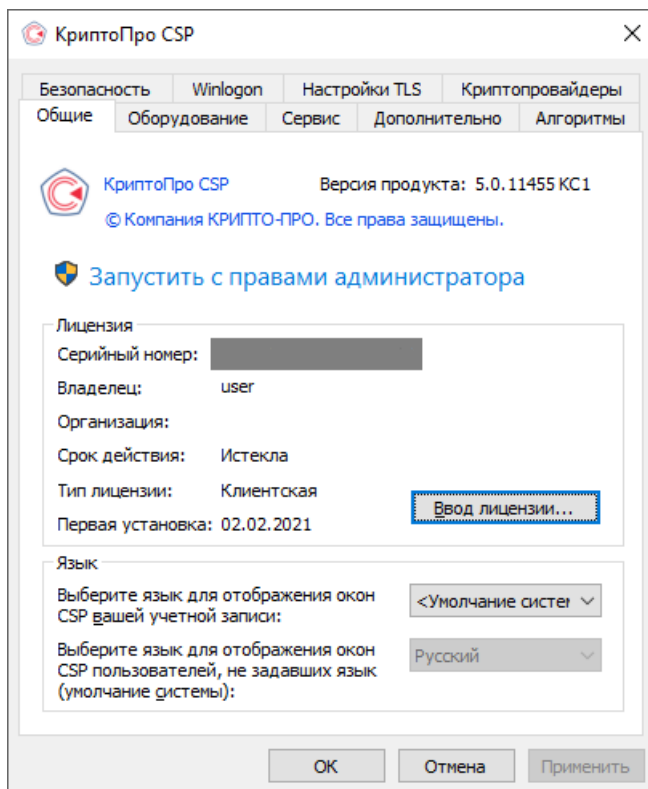 КриптоПро CSP
Безопасность Winlogon Настройки TLS Криптопровайдеры
Общие Оборудование Сервис Дополнительно Алгоритмы
КриптоПро CSP Версия продукта: 5.0.11455 КС1
© Компания КРИПТО-ПРО. Все права защищены.
Запустить с правами администратора
Лицензия
Серийный номер:
Владелец: user
Организация:
Срок действия: Истекла
Тип лицензии: Клиентская
Ввод лицензии...
Первая установка: 02.02.2021
Язык
Выберите язык для отображения окон
CSP вашей учетной записи:
<Умолчание систе
Выберите язык для отображения окон
CSP пользователей, не задавших язык
(умолчание системы):
Русский
ОК Отмена Применить